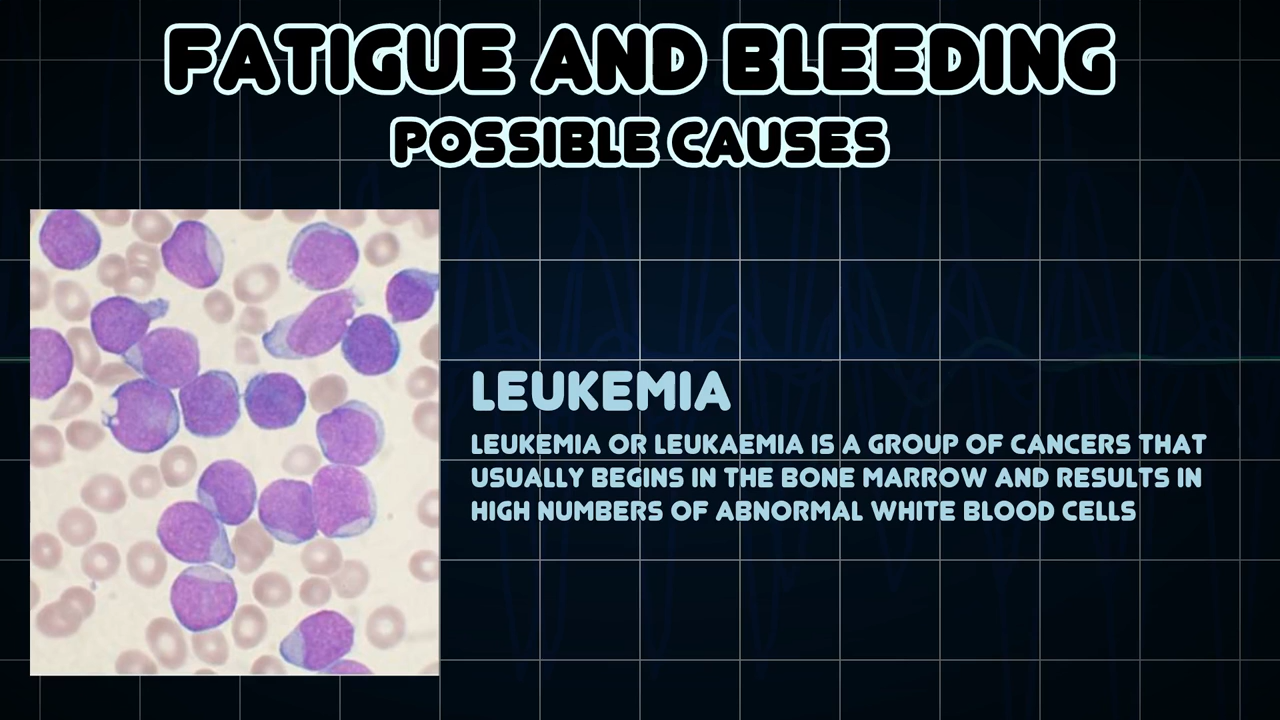 FATIGUE AND BLEEDING
POSSIBLE CAUSES
LEUKEMIA
LEUKEMIA OR LEUKAEMIA IS A GROUP OF CANCERS THAT
USUALLY BEGINS IN THE BONE MARROW AND RESULTS IN
HIGH NUMBERS OF ABNORMAL WHITE BLOOD CELLS